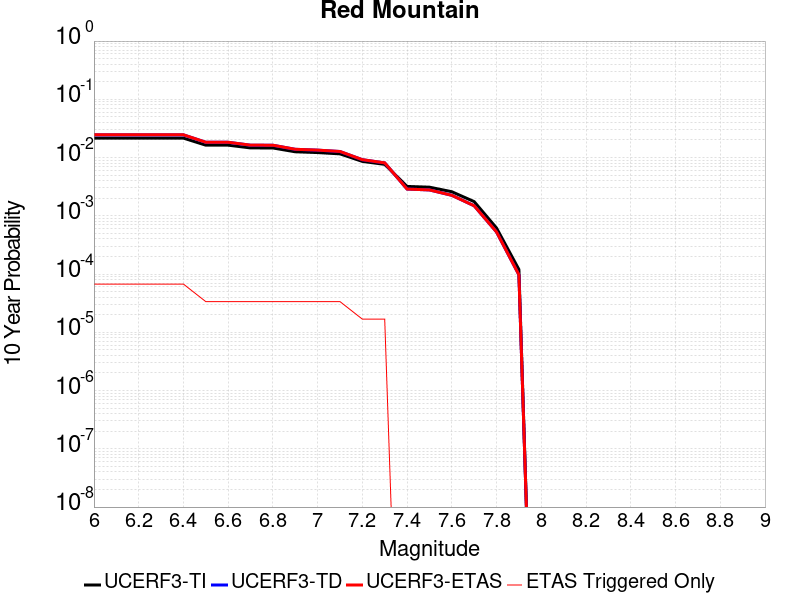 Red Mountain
10 0
10 -1
10 -2
10 -3
10 -4
10 -5
10 -6
10 -7
10 -8
10 Year Probability
6 6.2 6.4 6.6 6.8 7 7.2 7.4 7.6 7.8 8 8.2 8.4 8.6 8.8 9
Magnitude
UCERF3-TI UCERF3-TD UCERF3-ETAS ETAS Triggered Only